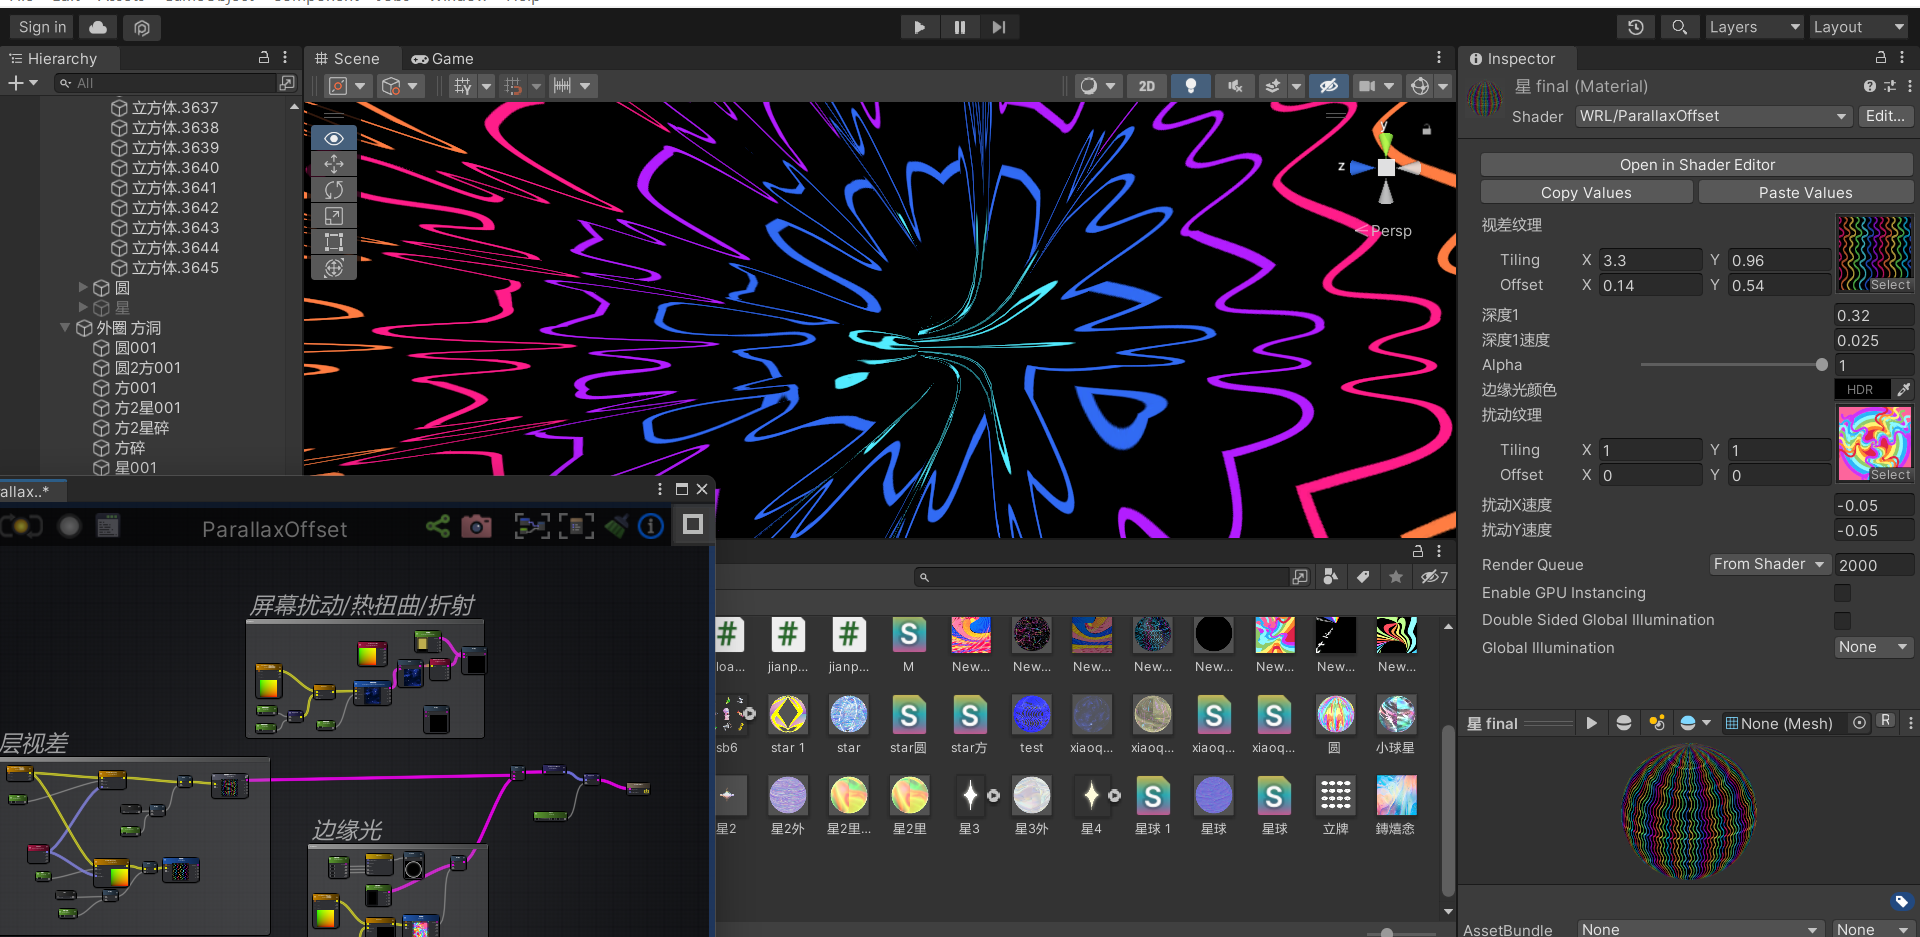 Sign in
Layers
Layout
Hierarchy
All
立方体.3637
立方体.3638
立方体.3639
立方体.3640
立方体.3641
立方体.3642
立方体.3643
立方体.3644
立方体.3645
圆
星
外圈 方洞
圆001
圆2方001
方001
方2星001
方2星碎
方碎
星001
Scene
Game
2D
y
z
Persp
allax..*
ParallaxOffset
屏幕扰动/热扭曲/折射
层视差
边缘光
7
loa...
jianp...
jianp...
M
New...
New...
New...
New...
New...
New...
New...
New...
sb6
star 1
star
star圆
star方
test
xiaoq...
xiaoq...
xiaoq...
xiaoq...
圆
小球星
星2
星2外
星2里...
星2里
星3
星3外
星4
星球 1
星球
星球
立牌
Inspector
星 final (Material)
Shader
WRL/ParallaxOffset
Edit...
Open in Shader Editor
Copy Values
Paste Values
视差纹理
Tiling X 3.3 Y 0.96
Offset X 0.14 Y 0.54
Select
深度1 0.32
深度1速度 0.025
Alpha 1
边缘光颜色 HDR
扰动纹理
Tiling X 1 Y 1
Offset X 0 Y 0
Select
扰动X速度 -0.05
扰动Y速度 -0.05
Render Queue From Shader 2000
Enable GPU Instancing
Double Sided Global Illumination
Global Illumination None
星 final
None (Mesh)
R
AssetBundle None None